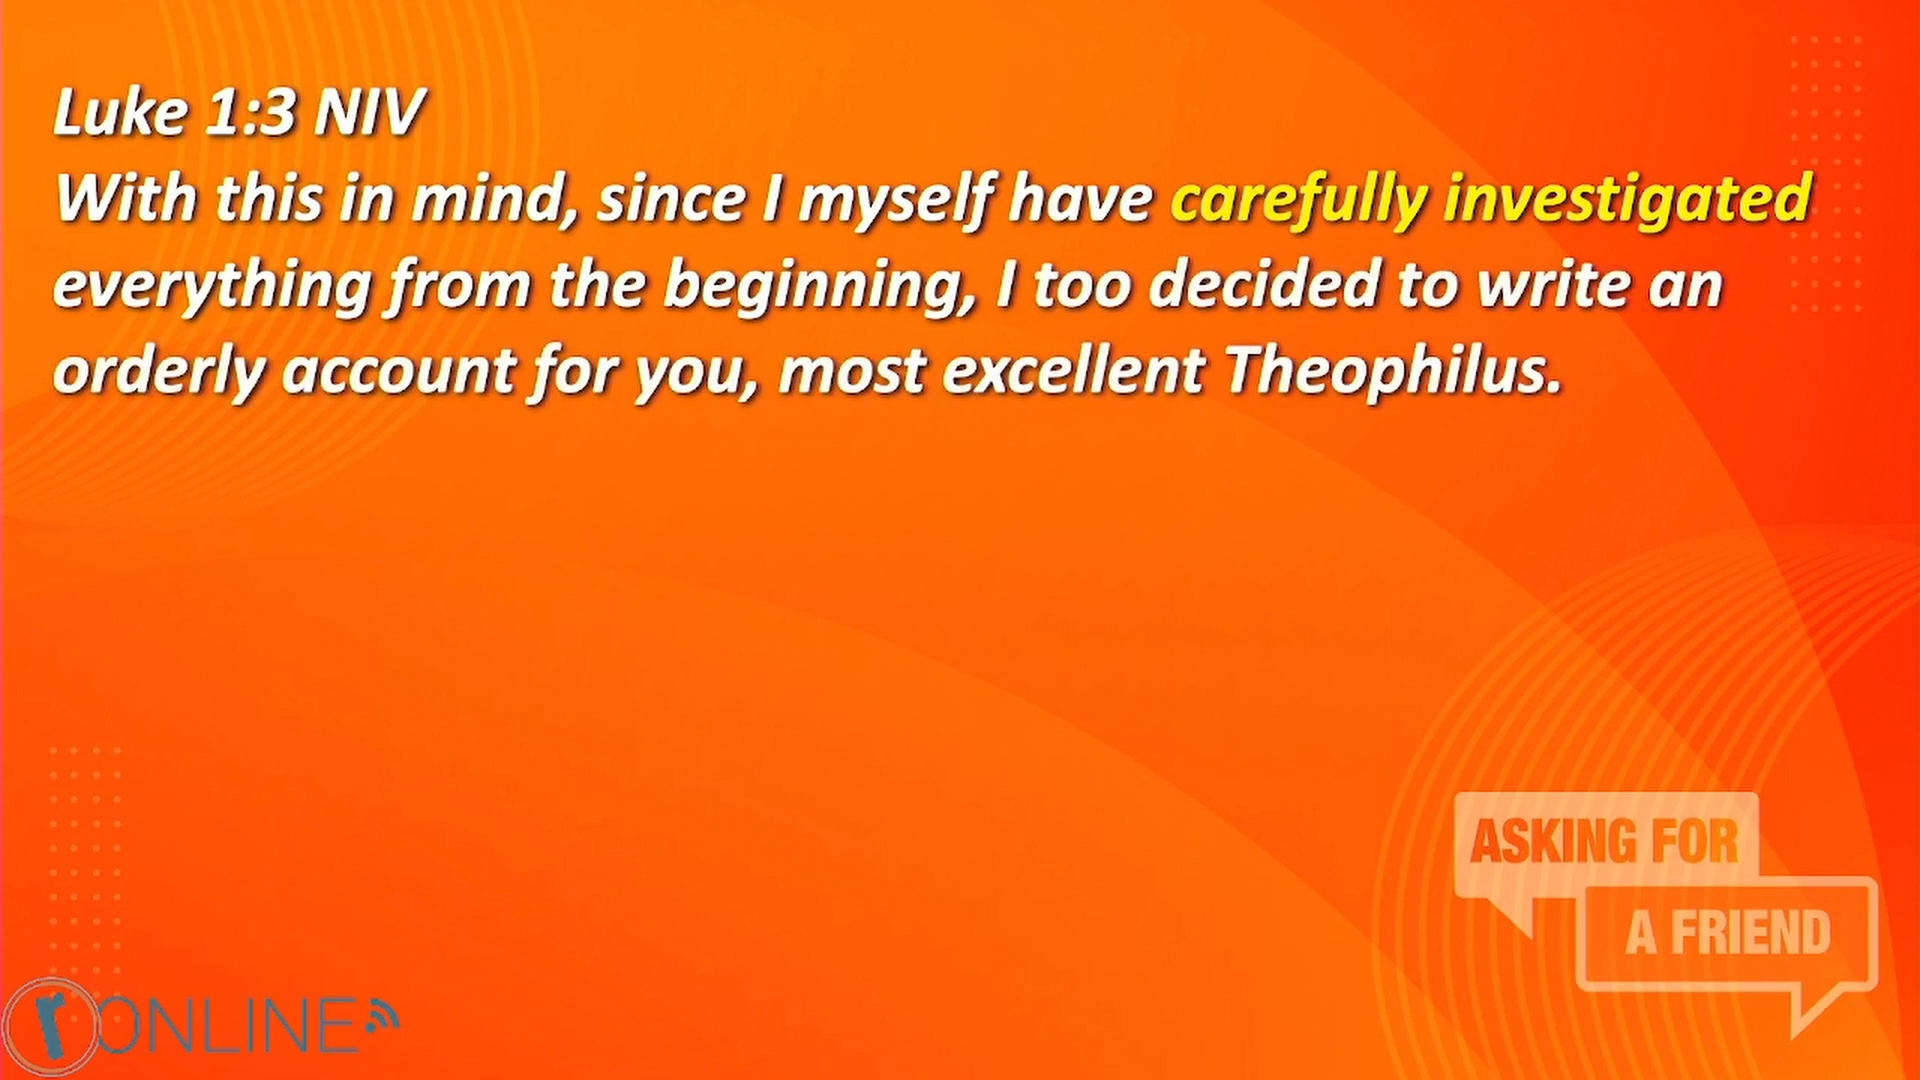 Luke 1:3 NIV
With this in mind, since I myself have carefully investigated
everything from the beginning, I too decided to write an
orderly account for you, most excellent Theophilus.
ASKING FOR
A FRIEND
r ONLINE